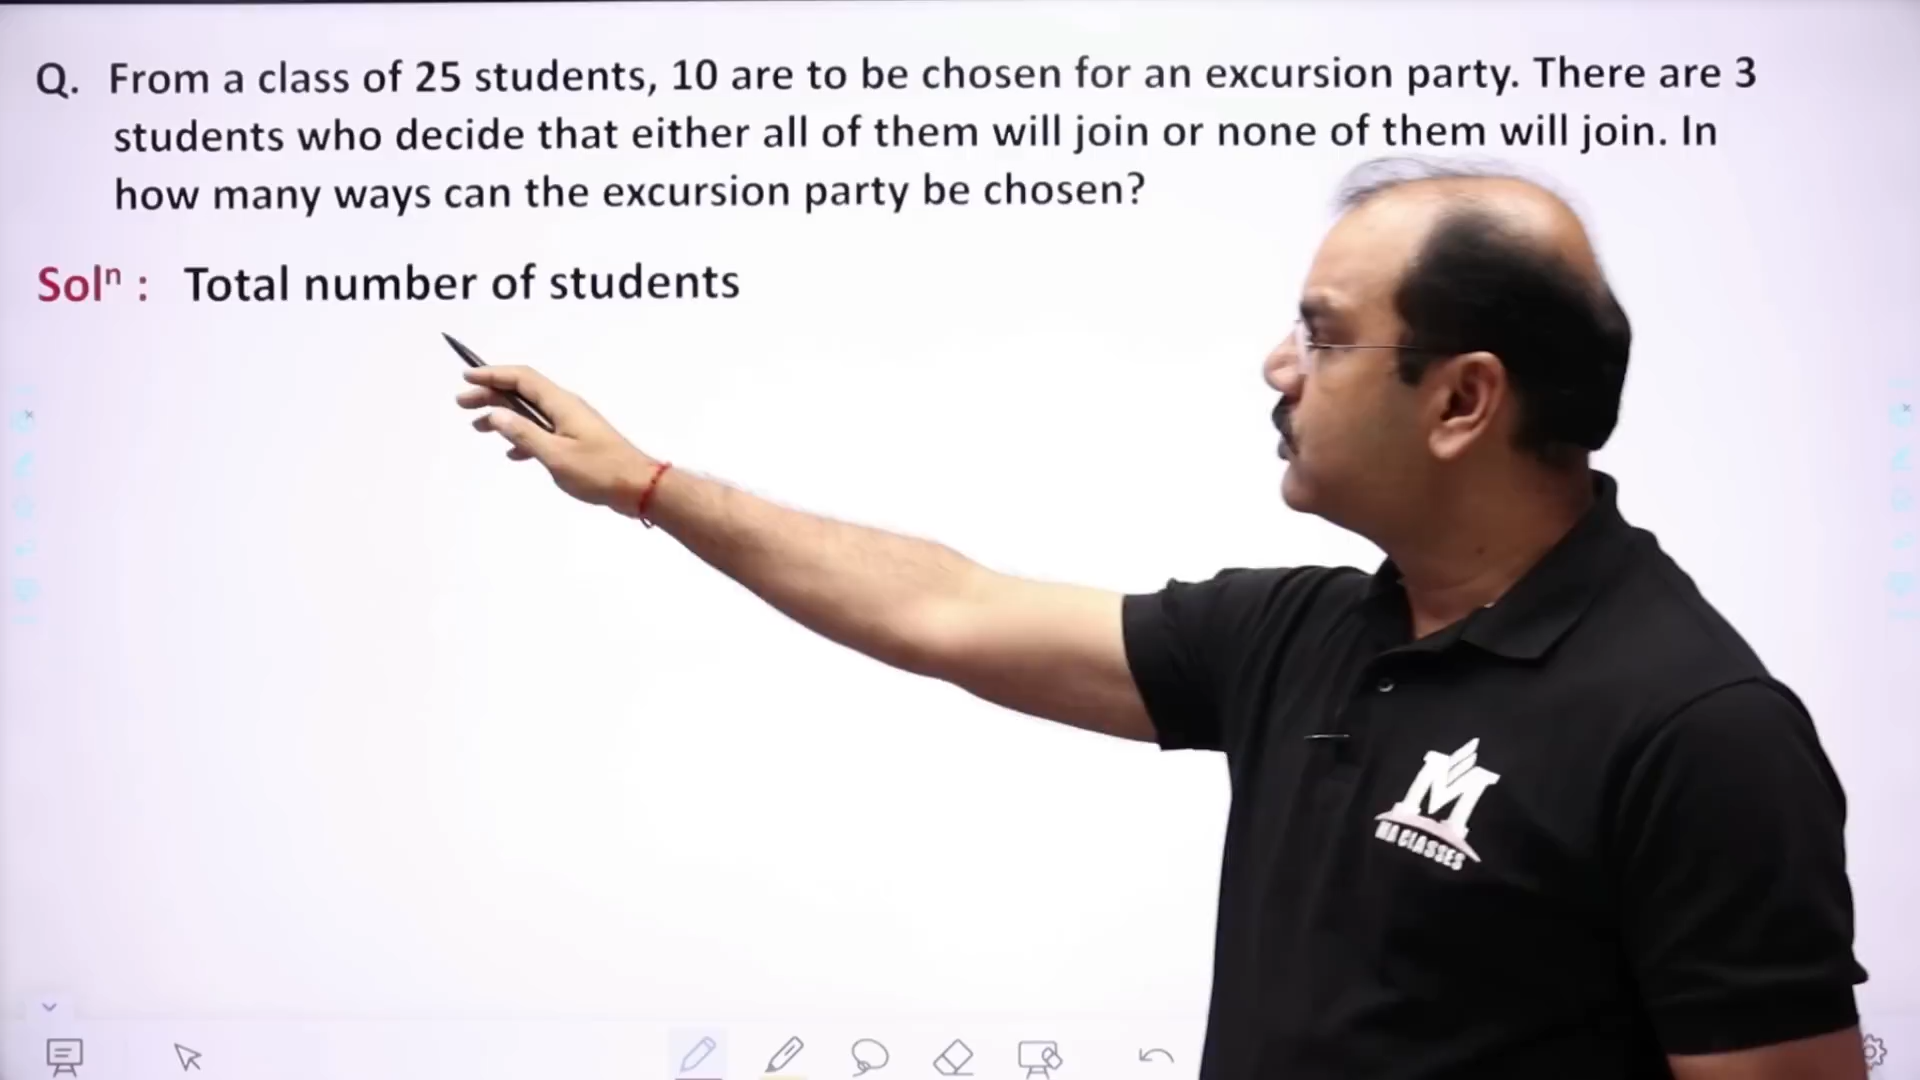 Q. From a class of 25 students, 10 are to be chosen for an excursion party. There are 3
students who decide that either all of them will join or none of them will join. In
how many ways can the excursion party be chosen?
Solⁿ : Total number of students
M
MA CLASSES